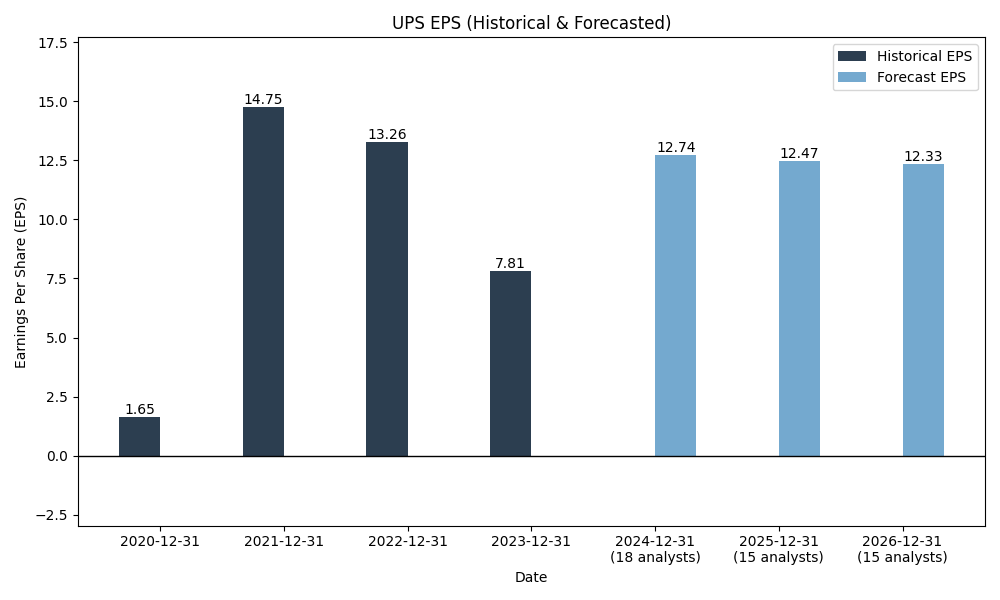 UPS EPS (Historical & Forecasted)
Historical EPS
Forecast EPS
Earnings Per Share (EPS)
17.5
15.0
12.5
10.0
7.5
5.0
2.5
0.0
−2.5
1.65
14.75
13.26
7.81
12.74
12.47
12.33
2020-12-31
2021-12-31
2022-12-31
2023-12-31
2024-12-31
(18 analysts)
2025-12-31
(15 analysts)
2026-12-31
(15 analysts)
Date